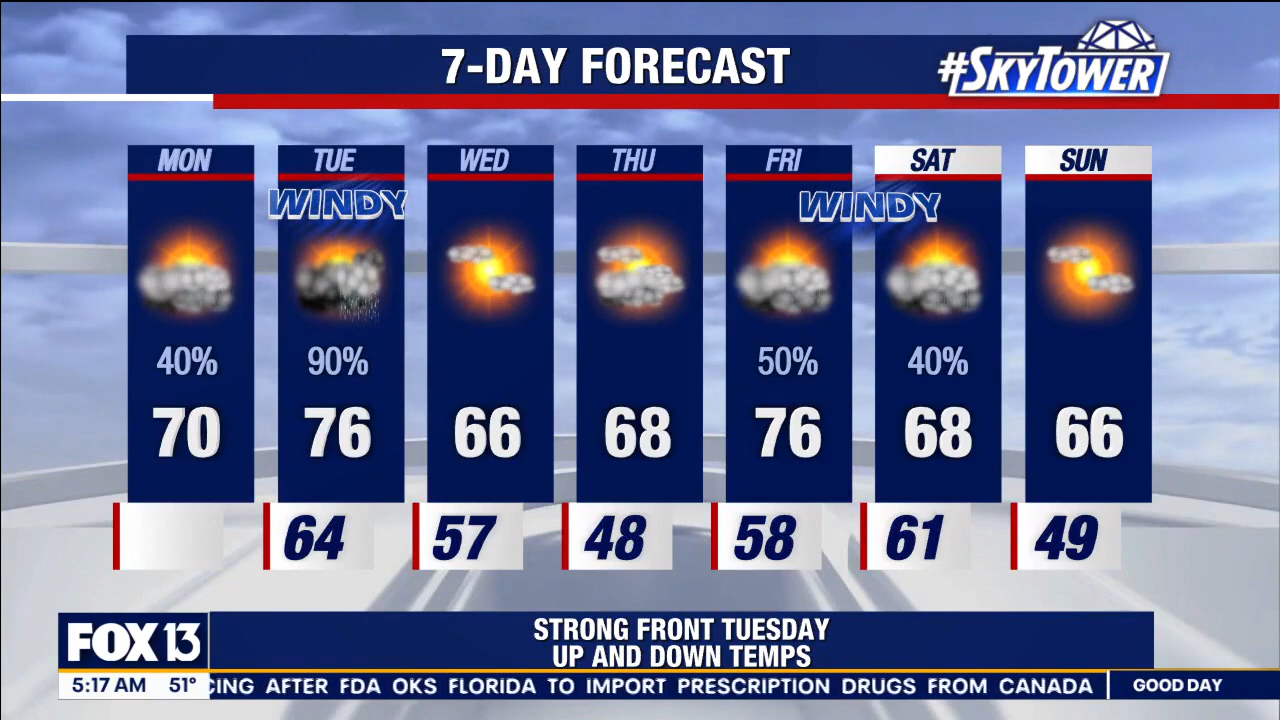 7-DAY FORECAST
#SKYTOWER
MON TUE WED THU FRI SAT SUN
WINDY WINDY
40% 90% 50% 40%
70 76 66 68 76 68 66
64 57 48 58 61 49
STRONG FRONT TUESDAY
UP AND DOWN TEMPS
FOX 13
5:17 AM 51° CING AFTER FDA OKS FLORIDA TO IMPORT PRESCRIPTION DRUGS FROM CANADA GOOD DAY